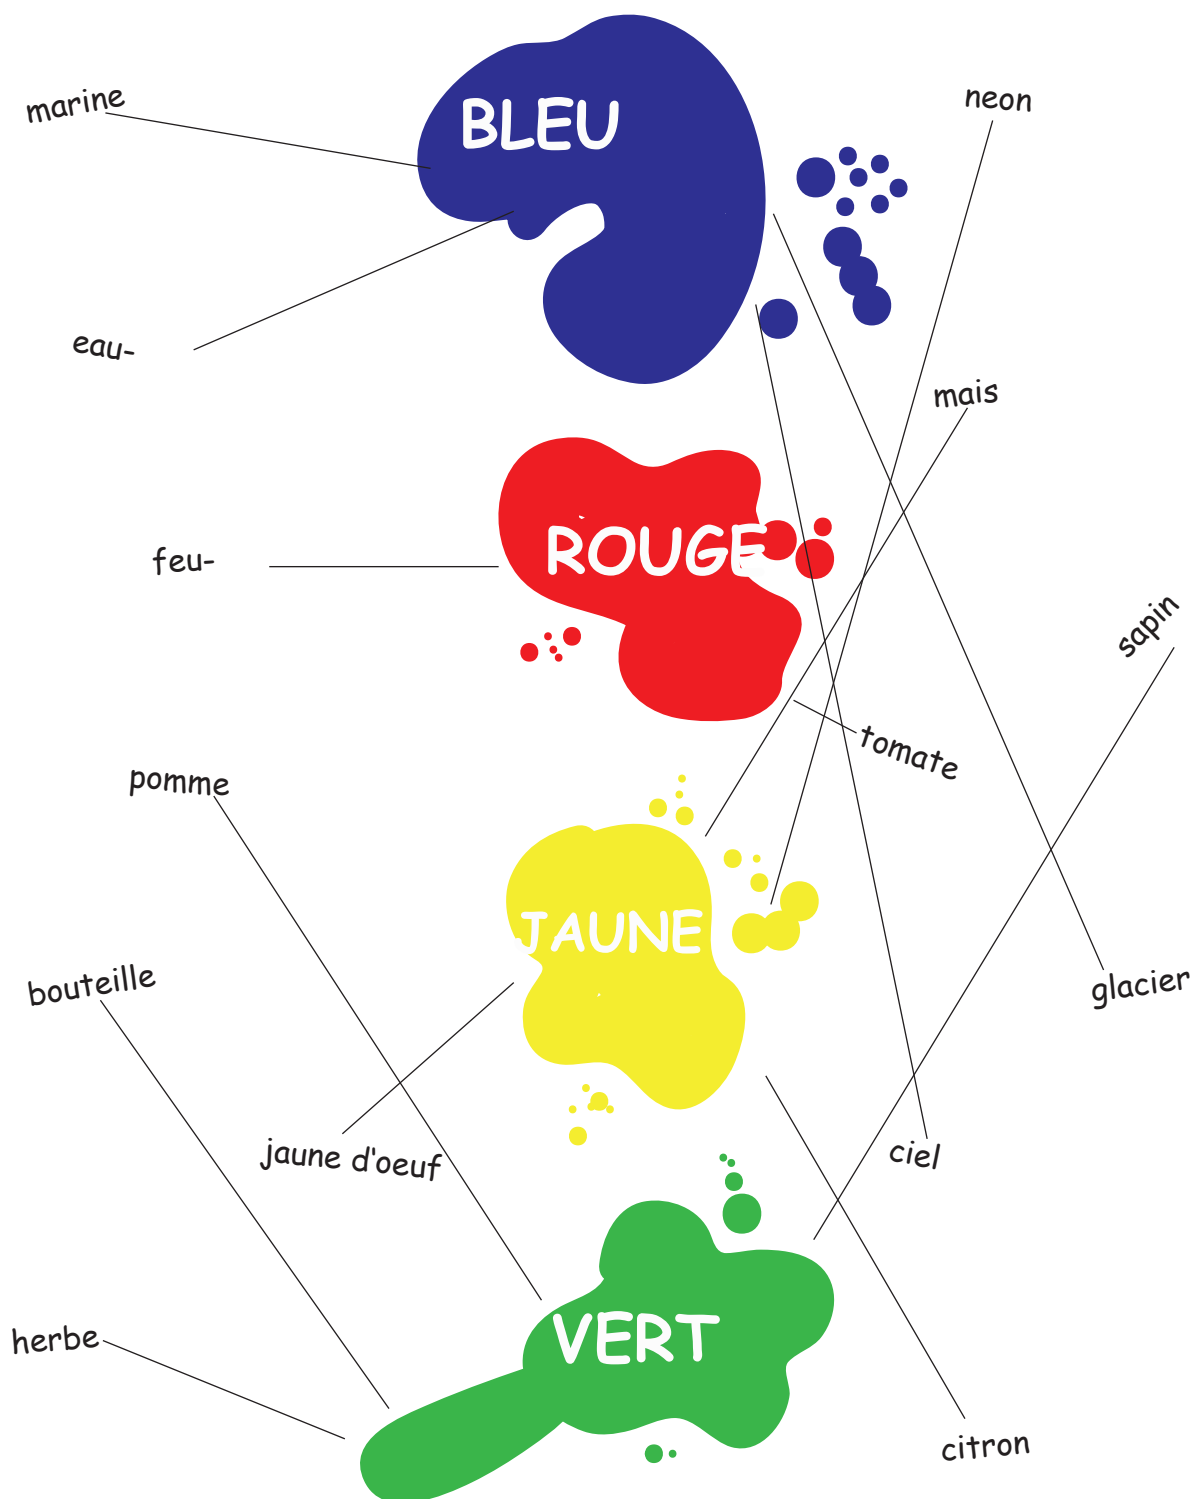 marine
BLEU
neon
eau-
mais
ROUGE
feu-
sapin
tomate
pomme
JAUNE
bouteille
glacier
jaune d'oeuf
ciel
herbe
VERT
citron